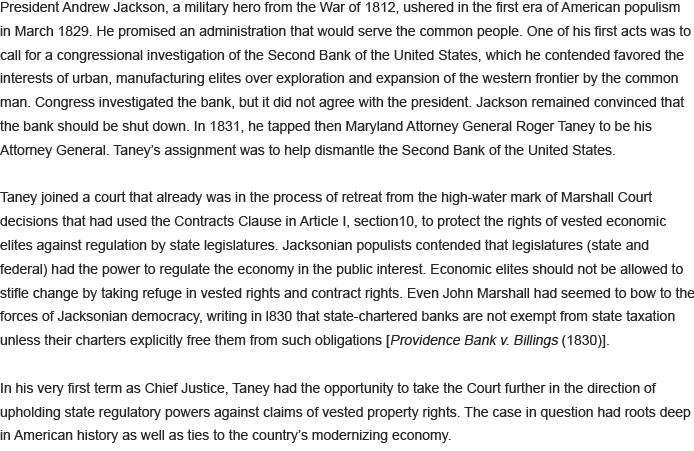 President Andrew Jackson, a military hero from the War of 1812, ushered in the first era of American populism
in March 1829. He promised an administration that would serve the common people. One of his first acts was to
call for a congressional investigation of the Second Bank of the United States, which he contended favored the
interests of urban, manufacturing elites over exploration and expansion of the western frontier by the common
man. Congress investigated the bank, but it did not agree with the president. Jackson remained convinced that
the bank should be shut down. In 1831, he tapped then Maryland Attorney General Roger Taney to be his
Attorney General. Taney’s assignment was to help dismantle the Second Bank of the United States.

Taney joined a court that already was in the process of retreat from the high-water mark of Marshall Court
decisions that had used the Contracts Clause in Article I, section10, to protect the rights of vested economic
elites against regulation by state legislatures. Jacksonian populists contended that legislatures (state and
federal) had the power to regulate the economy in the public interest. Economic elites should not be allowed to
stifle change by taking refuge in vested rights and contract rights. Even John Marshall had seemed to bow to the
forces of Jacksonian democracy, writing in l830 that state-chartered banks are not exempt from state taxation
unless their charters explicitly free them from such obligations [Providence Bank v. Billings (1830)].

In his very first term as Chief Justice, Taney had the opportunity to take the Court further in the direction of
upholding state regulatory powers against claims of vested property rights. The case in question had roots deep
in American history as well as ties to the country’s modernizing economy.